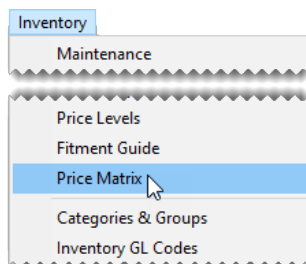 Inventory
Maintenance
Price Levels
Fitment Guide
Price Matrix
Categories & Groups
Inventory GL Codes